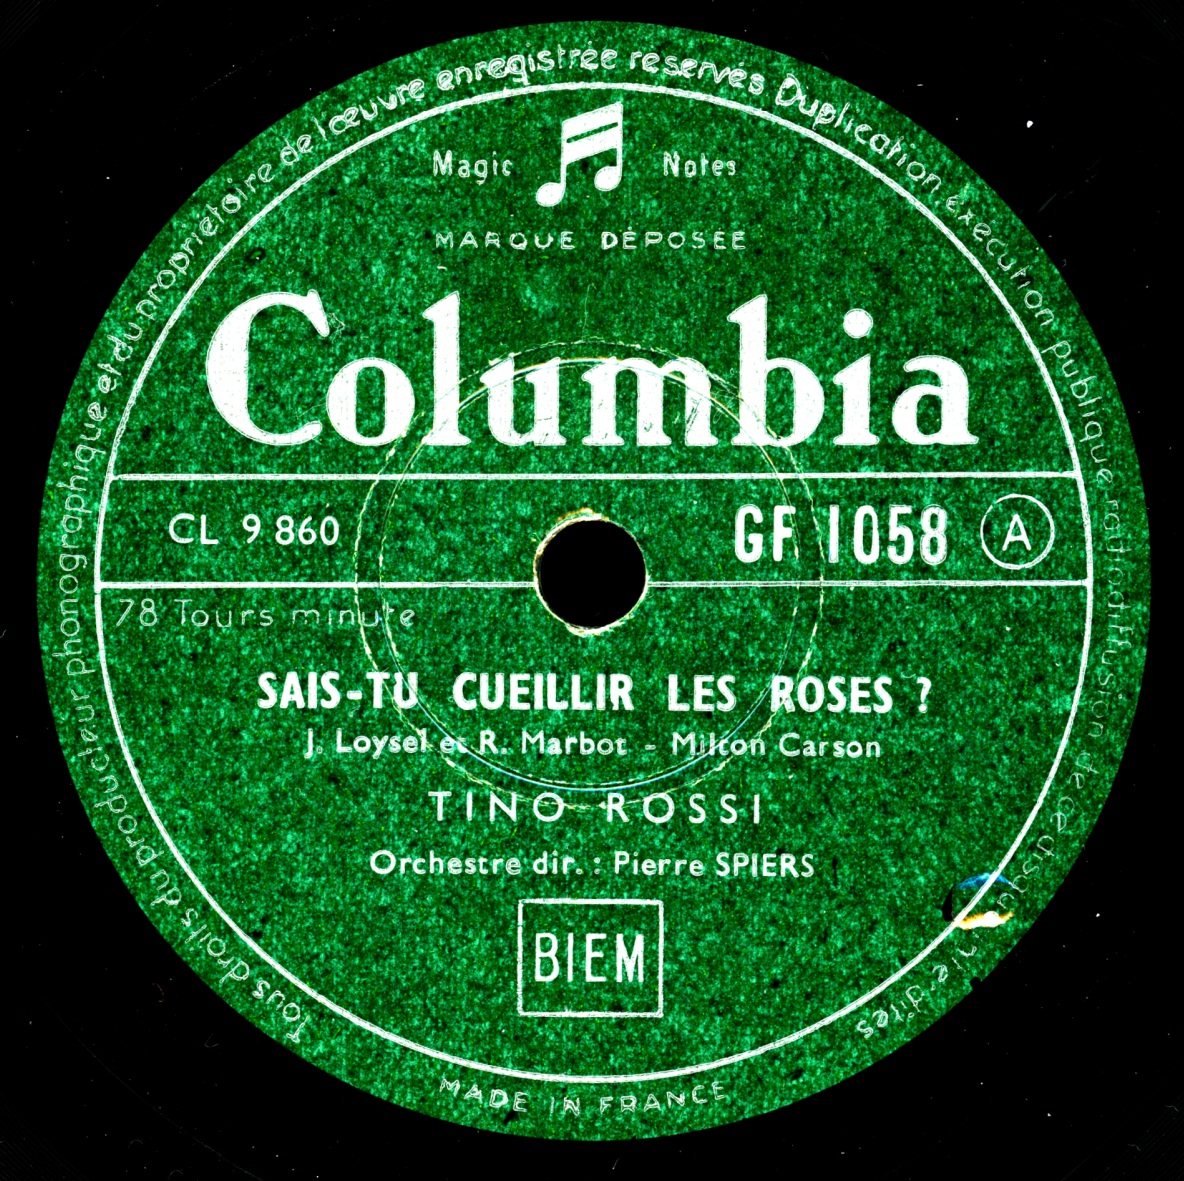 Tous droits du producteur phonographique et du propriétaire de l'œuvre enregistrée réservés Duplication éxécution publique radiodiffusion de ce disque interdites
Magic Notes
MARQUE DÉPOSÉE
Columbia
CL 9 860
GF 1058 A
78 Tours minute
SAIS-TU CUEILLIR LES ROSES ?
J. Loysel et R. Marbot - Milton Carson
TINO ROSSI
Orchestre dir. : Pierre SPIERS
BIEM
MADE IN FRANCE